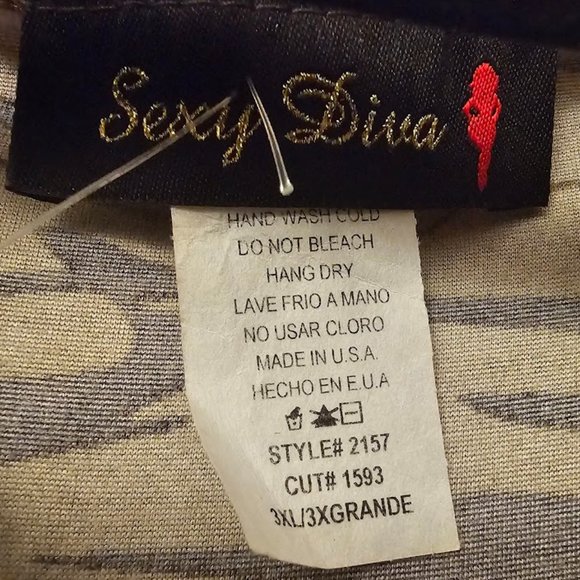 Sexy Diva
HAND WASH COLD
DO NOT BLEACH
HANG DRY
LAVE FRIO A MANO
NO USAR CLORO
MADE IN U.S.A.
HECHO EN E.U.A
STYLE# 2157
CUT# 1593
3XL/3XGRANDE